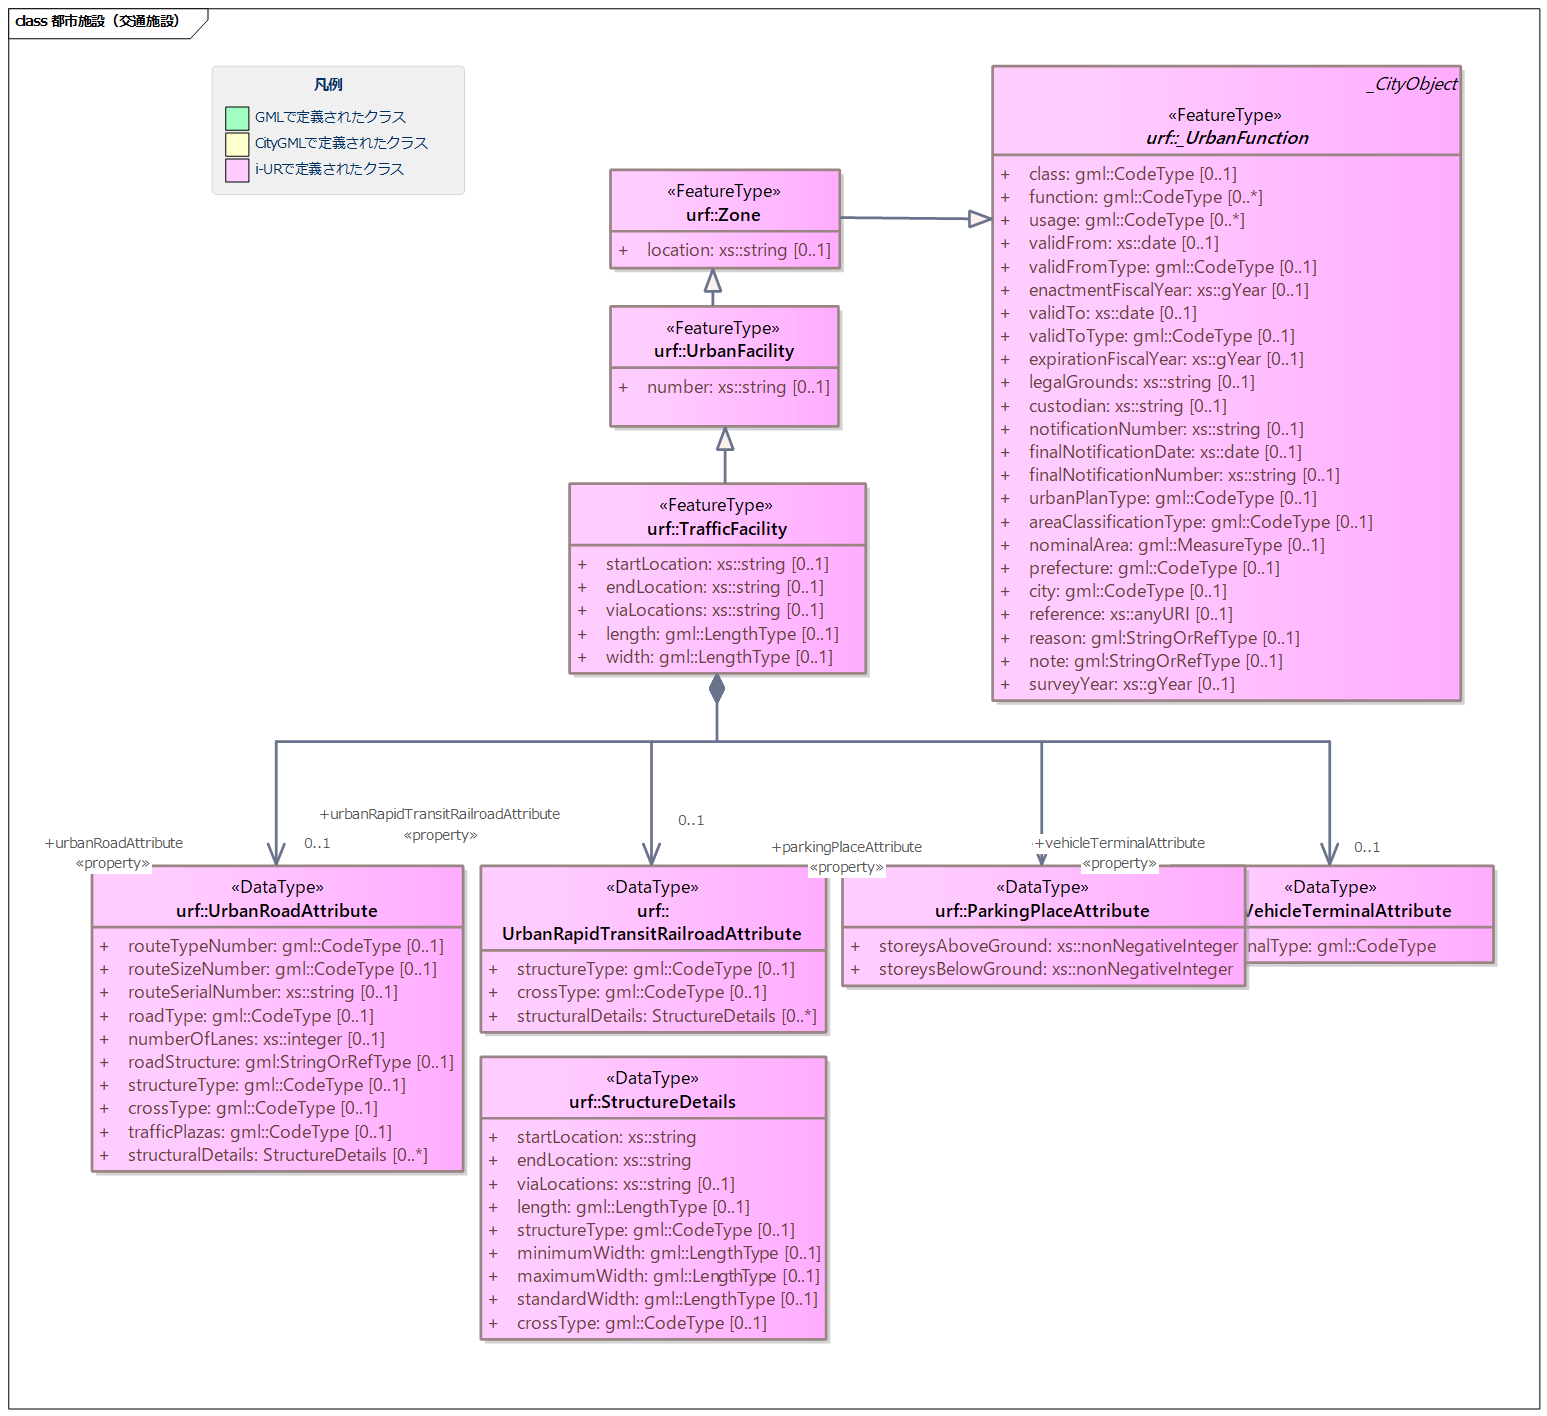 class 都市施設（交通施設）
凡例
GMLで定義されたクラス
CityGMLで定義されたクラス
i-URで定義されたクラス
_CityObject
«FeatureType»
urf::_UrbanFunction
+ class: gml::CodeType [0..1]
+ function: gml::CodeType [0..*]
+ usage: gml::CodeType [0..*]
+ validFrom: xs::date [0..1]
+ validFromType: gml::CodeType [0..1]
+ enactmentFiscalYear: xs::gYear [0..1]
+ validTo: xs::date [0..1]
+ validToType: gml::CodeType [0..1]
+ expirationFiscalYear: xs::gYear [0..1]
+ legalGrounds: xs::string [0..1]
+ custodian: xs::string [0..1]
+ notificationNumber: xs::string [0..1]
+ finalNotificationDate: xs::date [0..1]
+ finalNotificationNumber: xs::string [0..1]
+ urbanPlanType: gml::CodeType [0..1]
+ areaClassificationType: gml::CodeType [0..1]
+ nominalArea: gml::MeasureType [0..1]
+ prefecture: gml::CodeType [0..1]
+ city: gml::CodeType [0..1]
+ reference: xs::anyURI [0..1]
+ reason: gml:StringOrRefType [0..1]
+ note: gml:StringOrRefType [0..1]
+ surveyYear: xs::gYear [0..1]
«FeatureType»
urf::Zone
+ location: xs::string [0..1]
«FeatureType»
urf::UrbanFacility
+ number: xs::string [0..1]
«FeatureType»
urf::TrafficFacility
+ startLocation: xs::string [0..1]
+ endLocation: xs::string [0..1]
+ viaLocations: xs::string [0..1]
+ length: gml::LengthType [0..1]
+ width: gml::LengthType [0..1]
+urbanRoadAttribute
«property»
0..1
+urbanRapidTransitRailroadAttribute
«property»
0..1
+parkingPlaceAttribute
«property»
+vehicleTerminalAttribute
«property»
0..1
«DataType»
urf::UrbanRoadAttribute
+ routeTypeNumber: gml::CodeType [0..1]
+ routeSizeNumber: gml::CodeType [0..1]
+ routeSerialNumber: xs::string [0..1]
+ roadType: gml::CodeType [0..1]
+ numberOfLanes: xs::integer [0..1]
+ roadStructure: gml:StringOrRefType [0..1]
+ structureType: gml::CodeType [0..1]
+ crossType: gml::CodeType [0..1]
+ trafficPlazas: gml::CodeType [0..1]
+ structuralDetails: StructureDetails [0..*]
«DataType»
urf::
UrbanRapidTransitRailroadAttribute
+ structureType: gml::CodeType [0..1]
+ crossType: gml::CodeType [0..1]
+ structuralDetails: StructureDetails [0..*]
«DataType»
urf::ParkingPlaceAttribute
+ storeysAboveGround: xs::nonNegativeInteger
+ storeysBelowGround: xs::nonNegativeInteger
«DataType»
VehicleTerminalAttribute
nalType: gml::CodeType
«DataType»
urf::StructureDetails
+ startLocation: xs::string
+ endLocation: xs::string
+ viaLocations: xs::string [0..1]
+ length: gml::LengthType [0..1]
+ structureType: gml::CodeType [0..1]
+ minimumWidth: gml::LengthType [0..1]
+ maximumWidth: gml::LengthType [0..1]
+ standardWidth: gml::LengthType [0..1]
+ crossType: gml::CodeType [0..1]